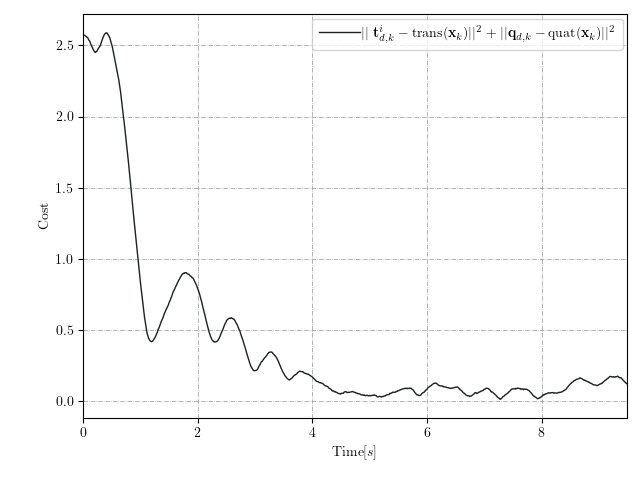 || t^i_{d,k} − trans(x_k)||² + ||q_{d,k} − quat(x_k)||²
2.5
2.0
1.5
1.0
0.5
0.0
Cost
0 2 4 6 8
Time[s]